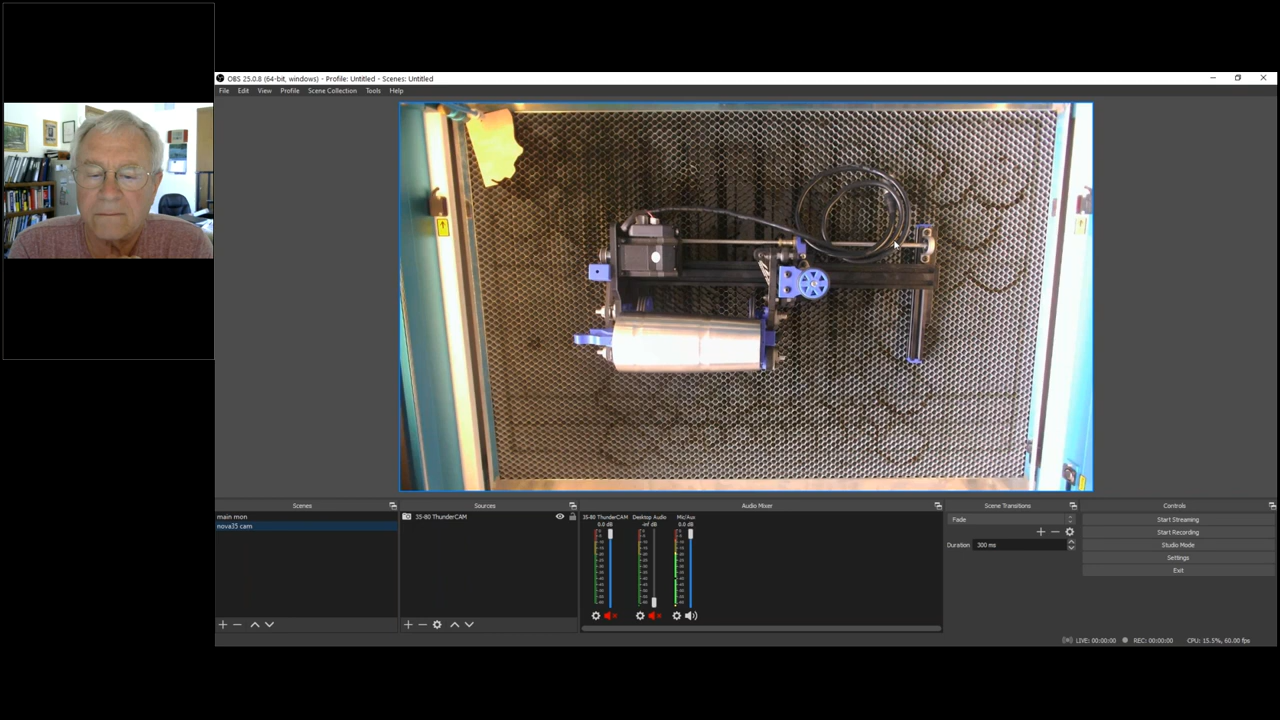 OBS 25.0.8 (64-bit, windows) - Profile: Untitled - Scenes: Untitled
File Edit View Profile Scene Collection Tools Help
Scenes
main mon
nova35 cam
Sources
35-80 ThunderCAM
Audio Mixer
35-80 ThunderCAM
0.0 dB
Desktop Audio
-inf dB
Mic/Aux
0.0 dB
Scene Transitions
Fade
Duration 300 ms
Controls
Start Streaming
Start Recording
Studio Mode
Settings
Exit
LIVE: 00:00:00 REC: 00:00:00 CPU: 15.5%, 60.00 fps